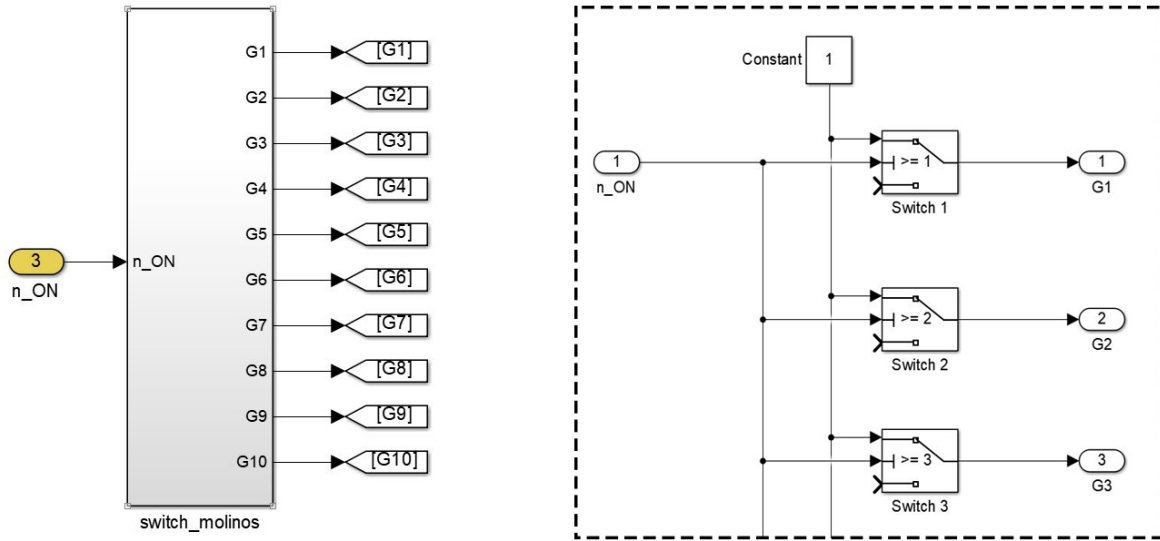 G1
[G1]
G2
[G2]
G3
[G3]
G4
[G4]
G5
[G5]
3
n_ON
n_ON
G6
[G6]
G7
[G7]
G8
[G8]
G9
[G9]
G10
[G10]
switch_molinos
Constant
1
1
n_ON
>= 1
Switch 1
1
G1
>= 2
Switch 2
2
G2
>= 3
Switch 3
3
G3